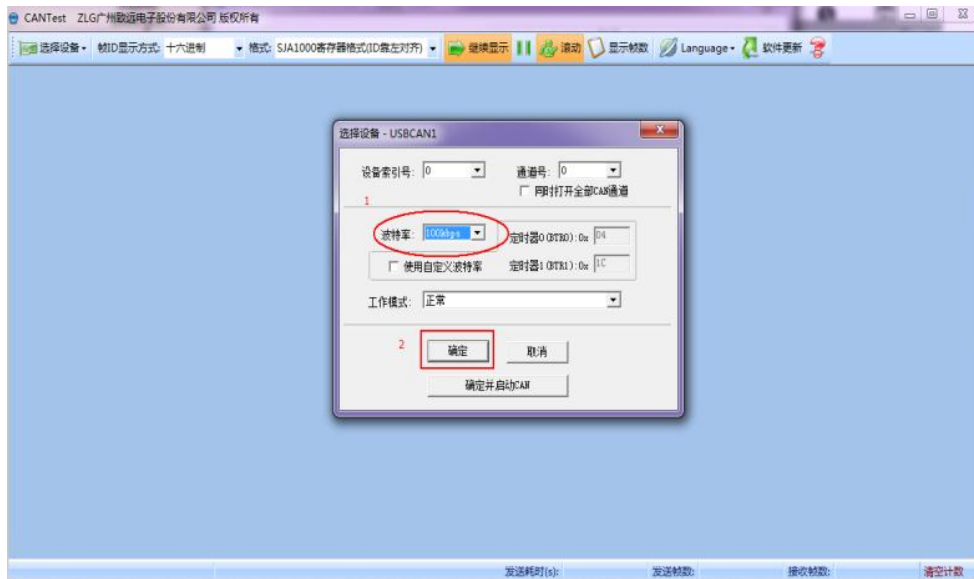 CANTest ZLG广州致远电子股份有限公司 版权所有
选择设备 帧ID显示方式: 十六进制 格式: SJA1000寄存器格式(ID靠左对齐) 继续显示 滚动 显示帧数 Language 软件更新
选择设备 - USBCAN1
设备索引号: 0 通道号: 0
同时打开全部CAN通道
1
波特率: 100kbps 定时器0(BTR0):0x 04
使用自定义波特率 定时器1(BTR1):0x 1C
工作模式: 正常
2
确定 取消
确定并启动CAN
发送耗时(s): 发送帧数: 接收帧数: 清空计数